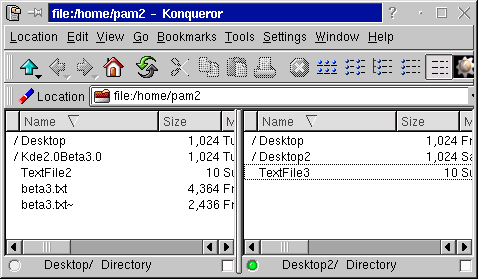 file:/home/pam2 - Konqueror
Location Edit View Go Bookmarks Tools Settings Window Help
Location file:/home/pam2
Name Size M
/ Desktop 1,024 Tu
/ Kde2.0Beta3.0 1,024 Tu
TextFile2 10 Su
beta3.txt 4,364 Fr
beta3.txt~ 2,436 Fr
Desktop/ Directory
Name Size M
/ Desktop 1,024 Fr
/ Desktop2 1,024 Sa
TextFile3 10 Su
Desktop2/ Directory